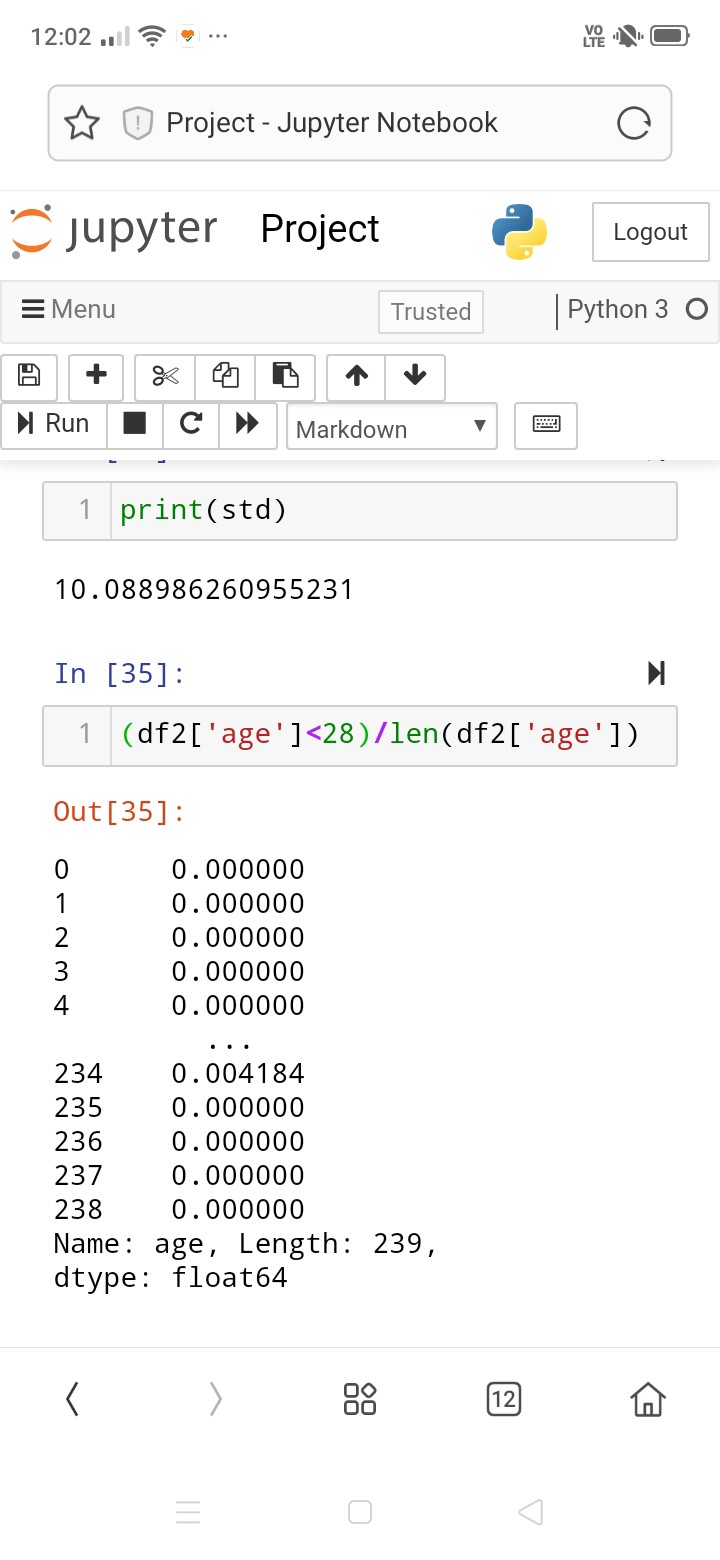 12:02 VO LTE
Project - Jupyter Notebook
jupyter Project Logout
Menu Trusted Python 3
Run Markdown
1 print(std)
10.088986260955231
In [35]:
1 (df2['age']<28)/len(df2['age'])
Out[35]:
0 0.000000
1 0.000000
2 0.000000
3 0.000000
4 0.000000
...
234 0.004184
235 0.000000
236 0.000000
237 0.000000
238 0.000000
Name: age, Length: 239,
dtype: float64
12